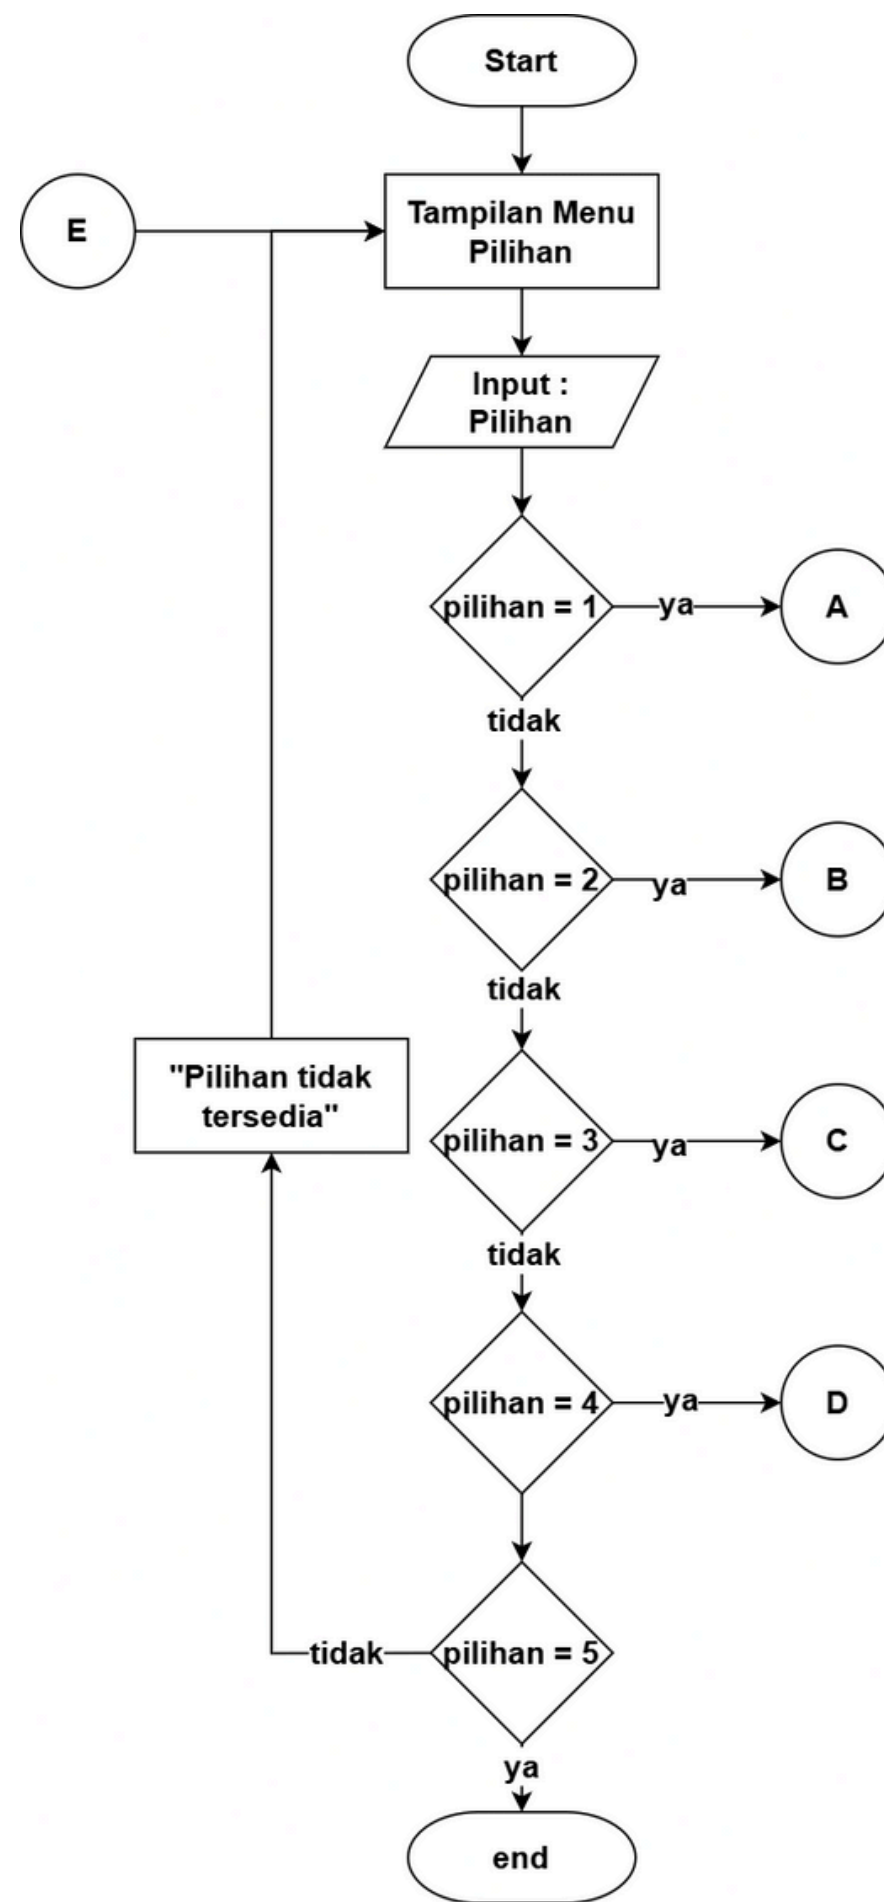 Start
E
Tampilan Menu
Pilihan
Input :
Pilihan
pilihan = 1
ya
A
tidak
pilihan = 2
ya
B
tidak
"Pilihan tidak
tersedia"
pilihan = 3
ya
C
tidak
pilihan = 4
ya
D
tidak
pilihan = 5
ya
end